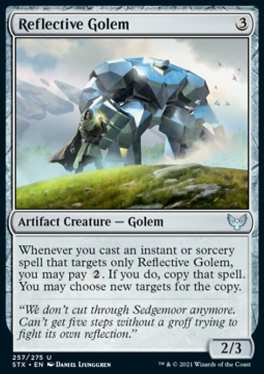 Reflective Golem 3
Artifact Creature — Golem
Whenever you cast an instant or sorcery
spell that targets only Reflective Golem,
you may pay 2. If you do, copy that spell.
You may choose new targets for the copy.
“We don't cut through Sedgemoor anymore.
Can't get five steps without a groff trying to
fight its own reflection.”
2/3
257/275 U
STX • EN Daniel Ljunggren
™ & © 2021 Wizards of the Coast